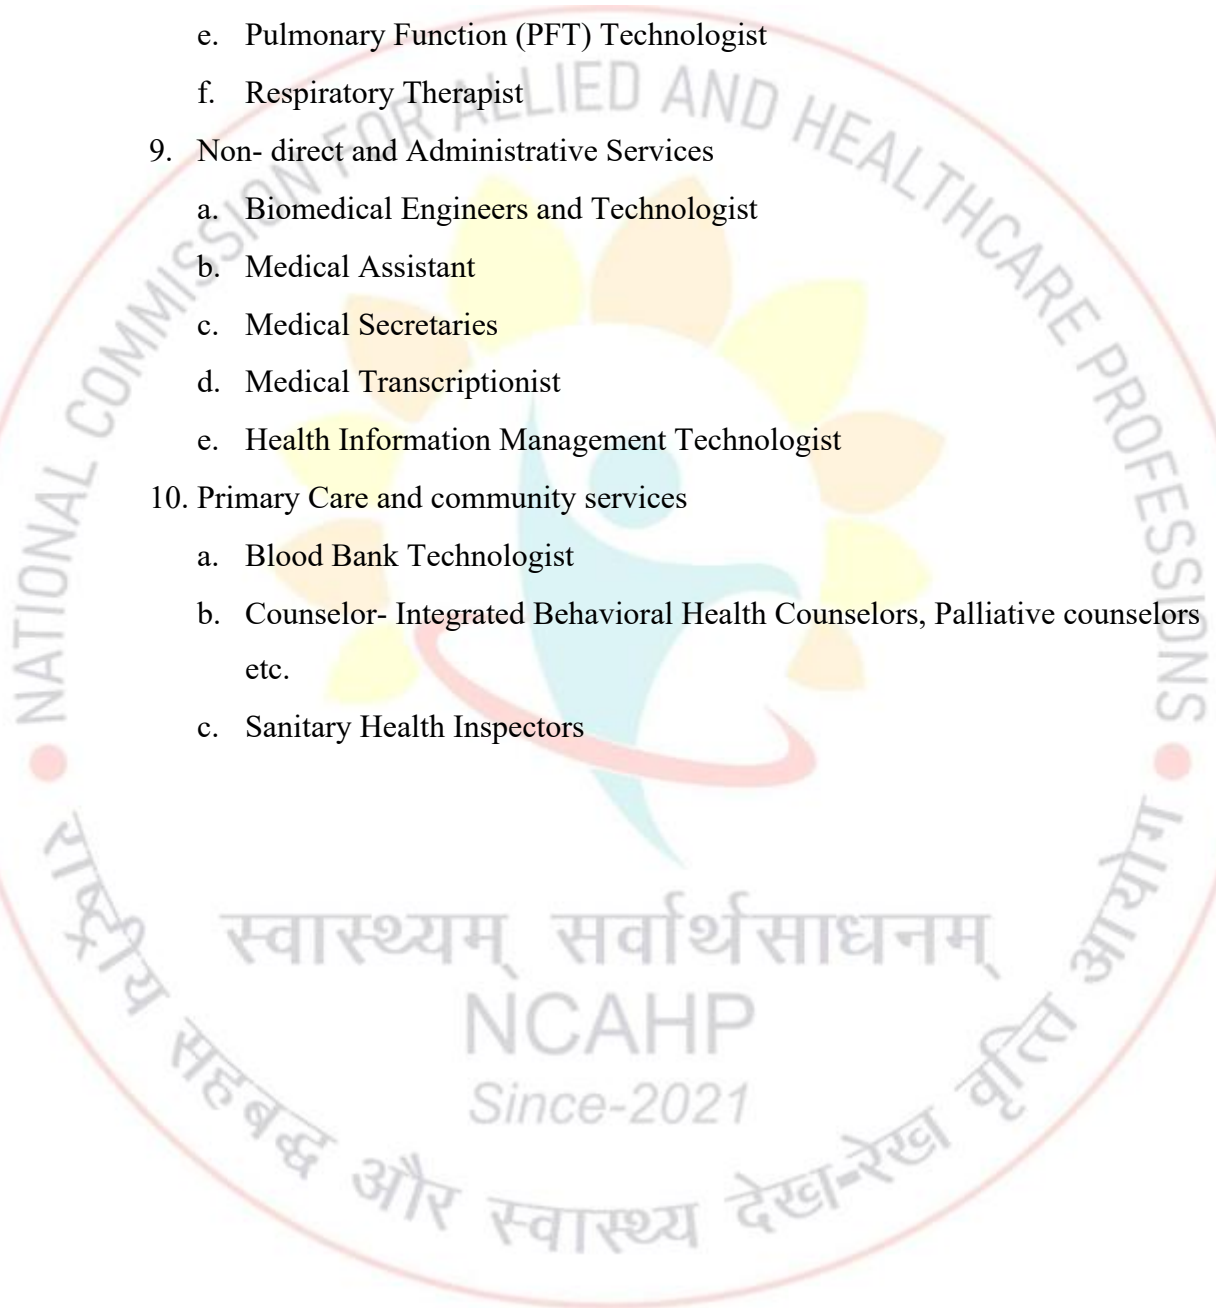 e. Pulmonary Function (PFT) Technologist
f. Respiratory Therapist
9. Non- direct and Administrative Services
a. Biomedical Engineers and Technologist
b. Medical Assistant
c. Medical Secretaries
d. Medical Transcriptionist
e. Health Information Management Technologist
10. Primary Care and community services
a. Blood Bank Technologist
b. Counselor- Integrated Behavioral Health Counselors, Palliative counselors
etc.
c. Sanitary Health Inspectors
NATIONAL COMMISSION FOR ALLIED AND HEALTHCARE PROFESSIONS
स्वास्थ्यम् सर्वार्थसाधनम्
NCAHP
Since-2021
राष्ट्रीय सहबद्ध और स्वास्थ्य देख-रेख वृत्ति आयोग